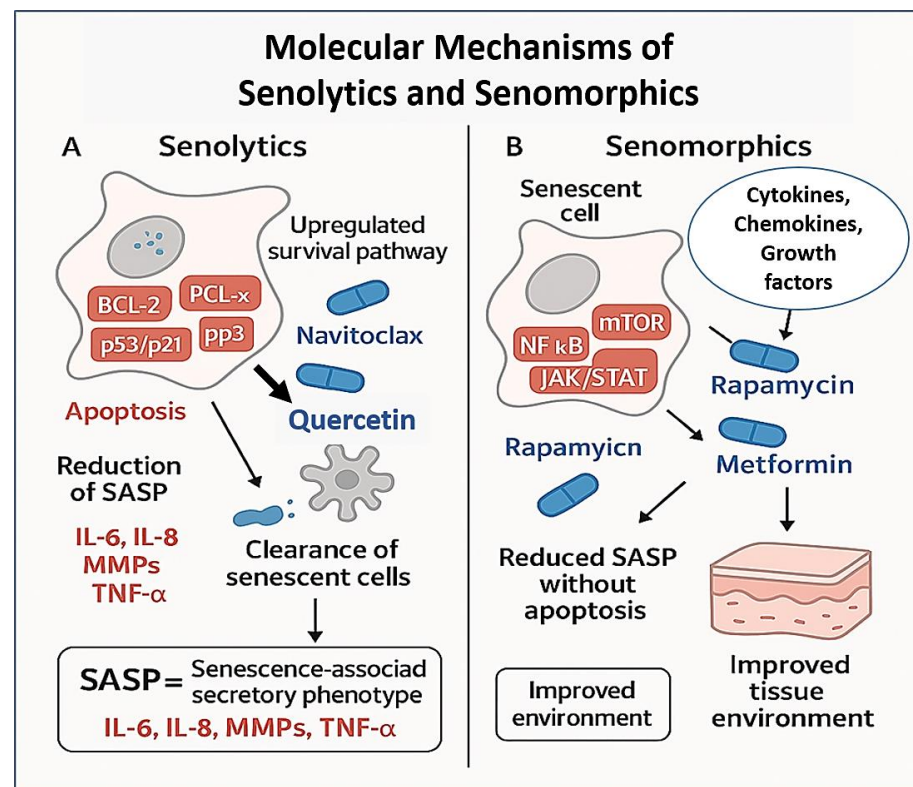 Molecular Mechanisms of
Senolytics and Senomorphics
A
Senolytics
Upregulated
survival pathway
BCL-2
PCL-x
p53/p21
pp3
Navitoclax
Quercetin
Apoptosis
Reduction
of SASP
IL-6, IL-8
MMPs
TNF-α
Clearance of
senescent cells
SASP = Senescence-associad
secretory phenotype
IL-6, IL-8, MMPs, TNF-α
B
Senomorphics
Senescent
cell
Cytokines,
Chemokines,
Growth
factors
mTOR
NF κB
JAK/STAT
Rapamycin
Rapamyicn
Metformin
Reduced SASP
without
apoptosis
Improved
environment
Improved
tissue
environment